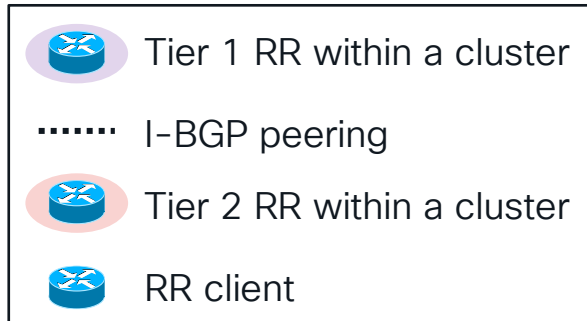 Tier 1 RR within a cluster
I-BGP peering
Tier 2 RR within a cluster
RR client